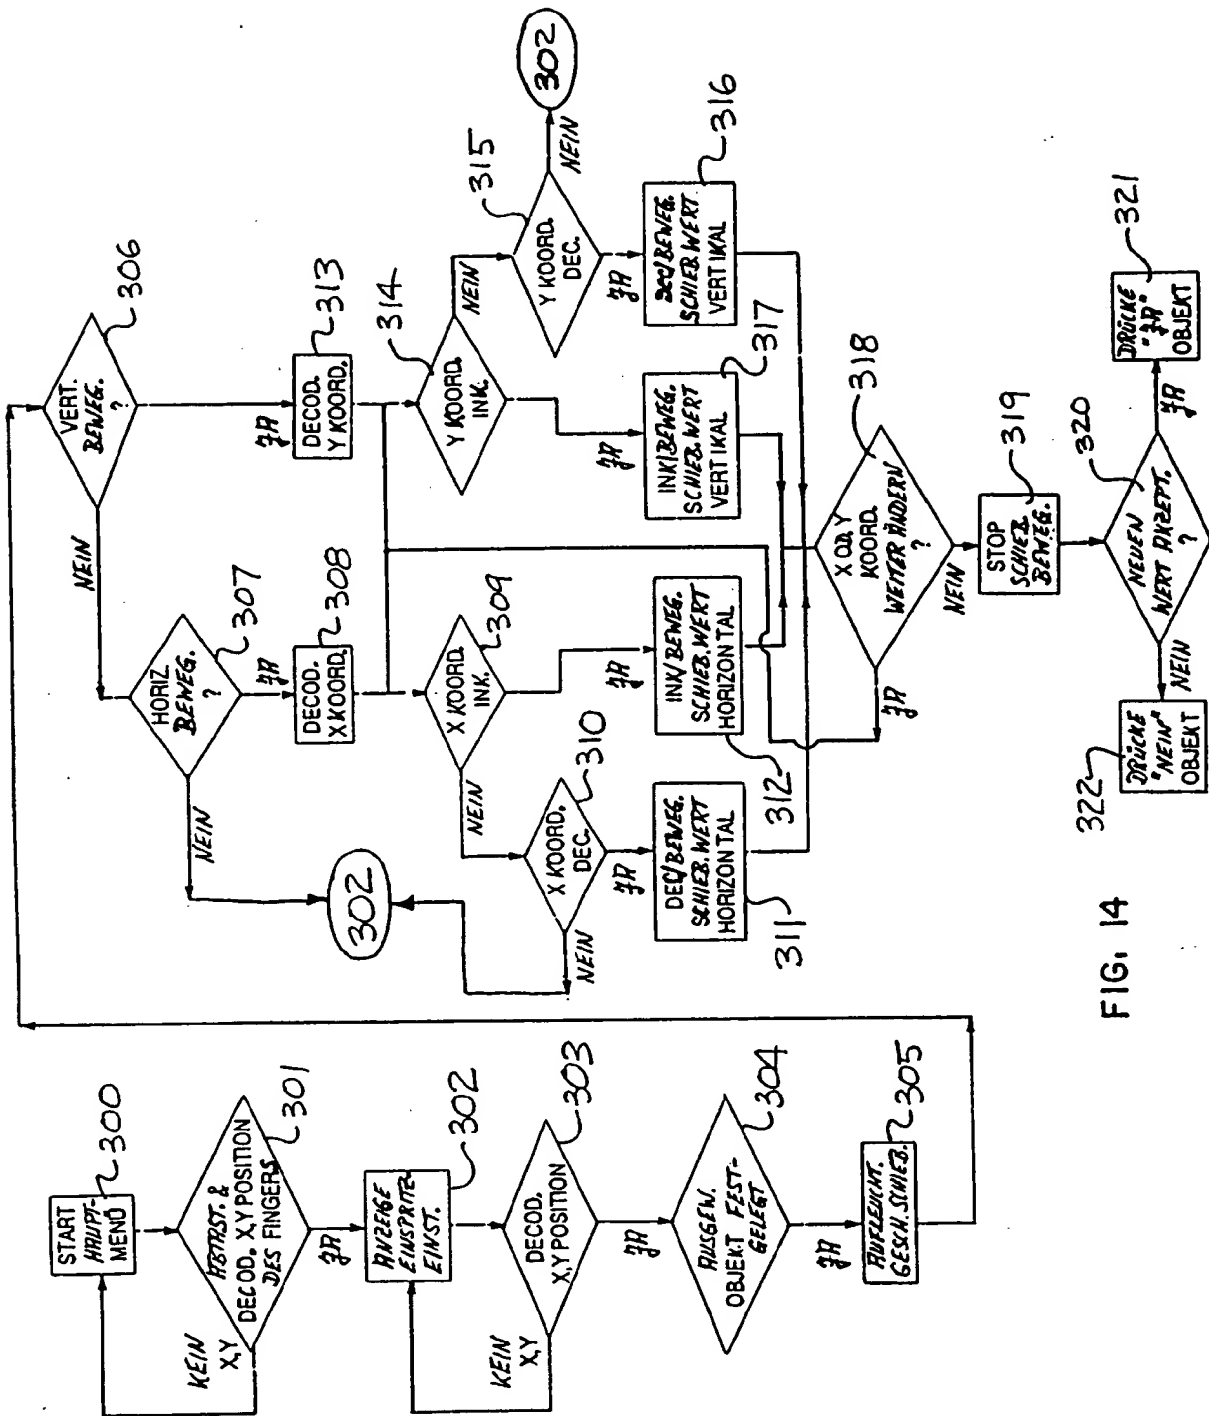 START
HAUPT-
MENÜ
300
ABTAST. &
DECOD. X,Y POSITION
DES FINGERS
301
KEIN
X,Y
JA
ANZEIGE
EINSPRITZ
EINST.
302
DECOD.
X,Y POSITION
303
KEIN
X,Y
JA
AUSGEW.
OBJEKT FEST-
GELEGT
304
JA
AUFLEUCHT.
GESCH. SCHIEB.
305
VERT.
BEWEG.
?
306
NEIN
JA
HORIZ.
BEWEG.
?
307
NEIN
JA
302
DECOD.
X KOORD.
308
DECOD.
Y KOORD.
313
X KOORD.
INK.
309
NEIN
JA
Y KOORD.
INK.
314
NEIN
JA
X KOORD.
DEC.
310
NEIN
JA
Y KOORD.
DEC.
315
NEIN
302
JA
DEC/BEWEG.
SCHIEB.WERT
HORIZONTAL
311
INK/BEWEG.
SCHIEB.WERT
HORIZONTAL
312
INK/BEWEG.
SCHIEB.WERT
VERTIKAL
317
DEC/BEWEG.
SCHIEB.WERT
VERTIKAL
316
X OD. Y
KOORD.
WEITER ÄNDERN
?
318
JA
NEIN
STOP
SCHIEB.
BEWEG.
319
NEUEN
WERT AKZEPT.
?
320
NEIN
JA
DRÜCKE
"NEIN"
OBJEKT
322
DRÜCKE
"JA"
OBJEKT
321
FIG. 14